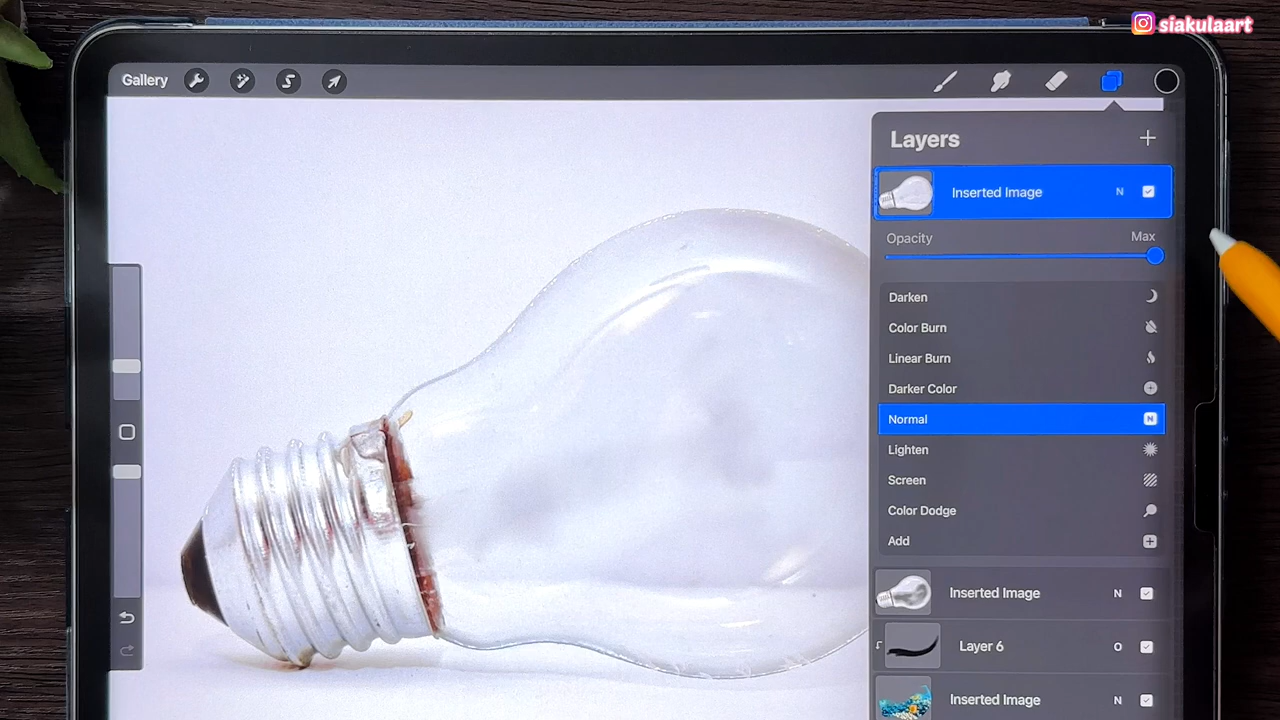 siakulaart
Gallery
Layers
Inserted Image N
Opacity Max
Darken
Color Burn
Linear Burn
Darker Color
Normal N
Lighten
Screen
Color Dodge
Add
Inserted Image N
Layer 6 O
Inserted Image N